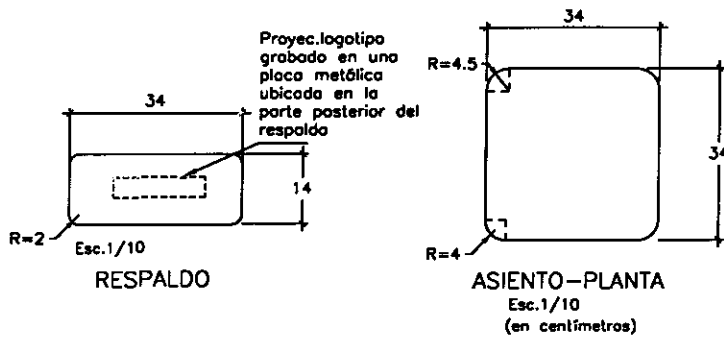 Proyec.logotipo
grabado en una
placa metálica
ubicada en la
parte posterior del
respaldo
34
14
R=2
Esc.1/10
RESPALDO
34
R=4.5
34
R=4
ASIENTO-PLANTA
Esc.1/10
(en centímetros)